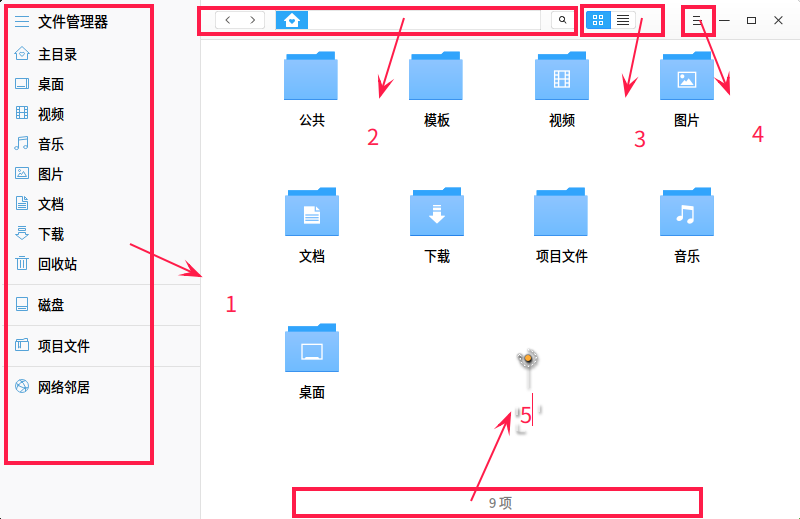 文件管理器
主目录
桌面
视频
音乐
图片
文档
下载
回收站
磁盘
项目文件
网络邻居
公共
模板
视频
图片
2
3
4
文档
下载
项目文件
音乐
1
桌面
5
9 项